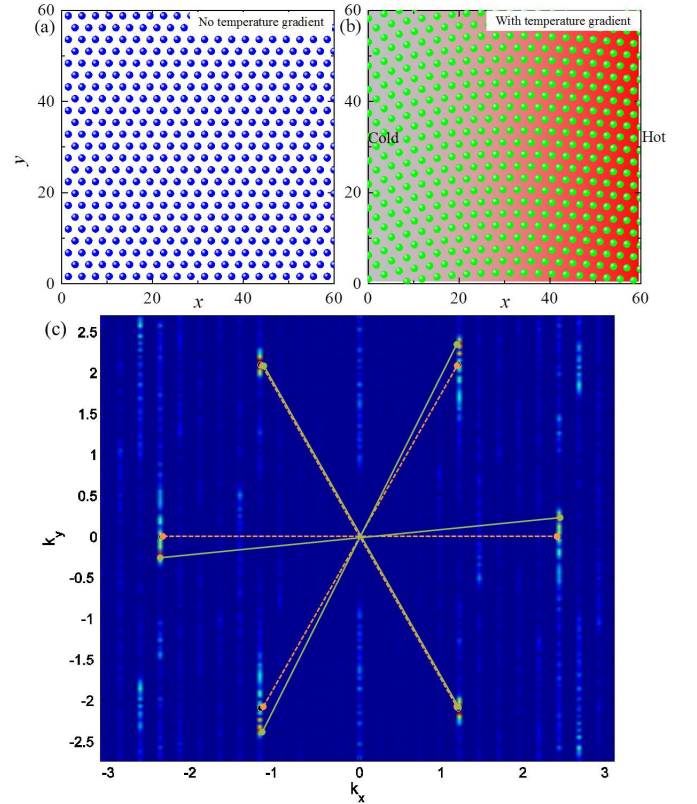 (a)
No temperature gradient
(b)
With temperature gradient
60
40
20
0
y
0
20
40
60
x
60
40
20
0
Cold
Hot
0
20
40
60
x
(c)
2.5
2
1.5
1
0.5
0
-0.5
-1
-1.5
-2
-2.5
k_y
-3
-2
-1
0
1
2
3
k_x